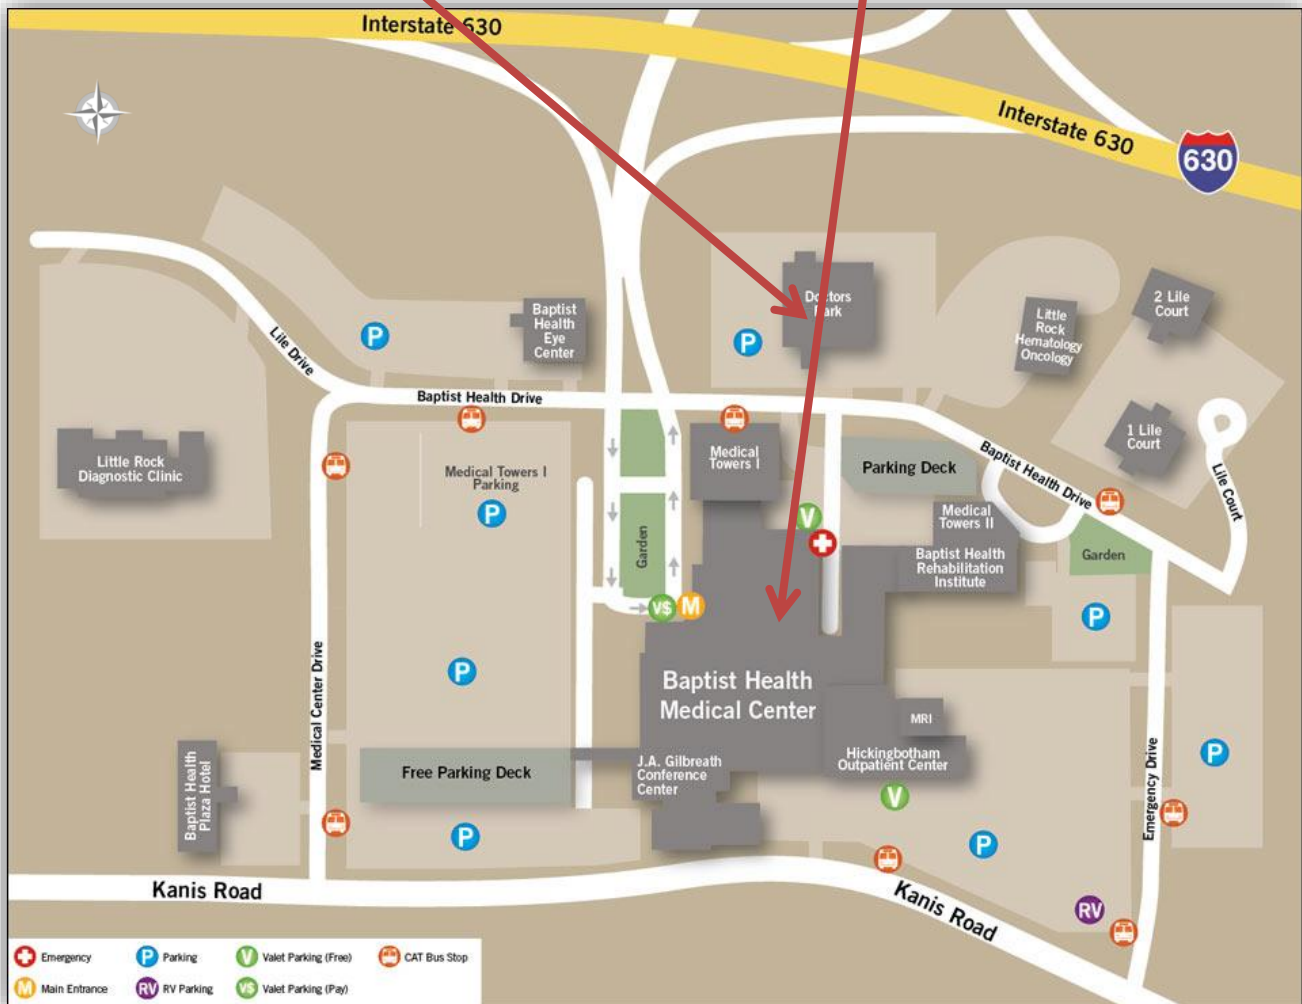 Interstate 630
Interstate 630
630
Baptist
Health
Eye
Center
Doctors
Park
Little
Rock
Hematology
Oncology
2 Lile
Court
Lile Drive
Baptist Health Drive
1 Lile
Court
Little Rock
Diagnostic Clinic
Medical Towers I
Parking
Medical
Towers I
Parking Deck
Baptist Health Drive
Lile Court
Medical
Towers II
Garden
Baptist Health
Rehabilitation
Institute
Garden
Medical Center Drive
Baptist Health
Medical Center
MRI
Hickingbotham
Outpatient Center
J.A. Gilbreath
Conference
Center
Free Parking Deck
Baptist Health
Plaza Hotel
Emergency Drive
Kanis Road
Kanis Road
P
P
P
P
P
P
P
P
V
V$
M
V
RV
Emergency
P Parking
V Valet Parking (Free)
CAT Bus Stop
M Main Entrance
RV RV Parking
V$ Valet Parking (Pay)